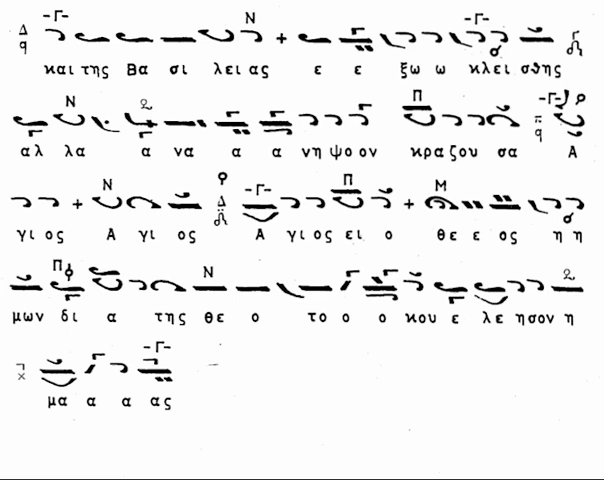 και της Βα σι λει ας ε ε ξω ω κλει σθης
αλ λα α να α α νη ψο ον κρα ζου σα Α
γι ος Α γι ος Α γι ος ει ο θε ε ος η η
μων δι α της θε ο το ο ο κου ε λε ησον η
μα α α ας